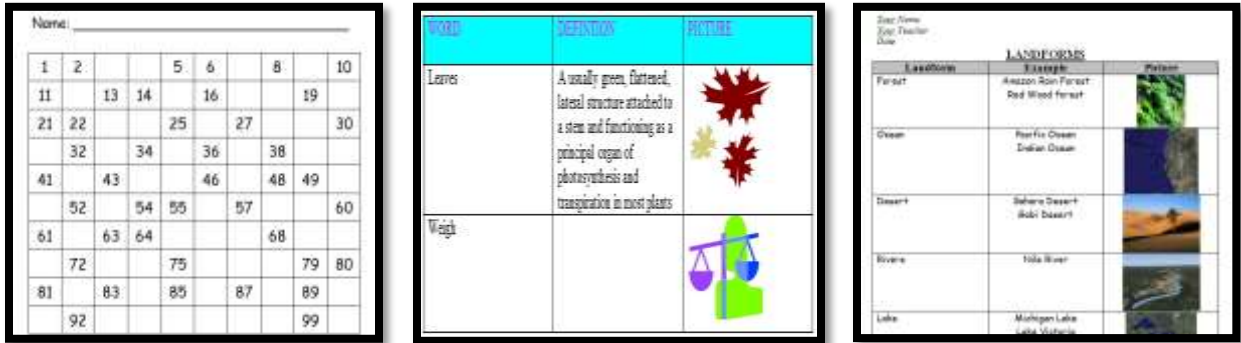 Name:
1 2 5 6 8 10
11 13 14 16 19
21 22 25 27 30
32 34 36 38
41 43 46 48 49
52 54 55 57 60
61 63 64 68
72 75 79 80
81 83 85 87 89
92 99
WORD DEFINITION PICTURE
Leaves
A usually green, flattened,
lateral structure attached to
a stem and functioning as a
principal organ of
photosynthesis and
transpiration in most plants
Weigh
Your Name
Your Teacher
Date
LANDFORMS
Landform Example Picture
Forest
Amazon Rain Forest
Red Wood forest
Ocean
Pacific Ocean
Indian Ocean
Desert
Sahara Desert
Gobi Desert
Rivers
Nile River
Lake
Michigan Lake
Lake Victoria